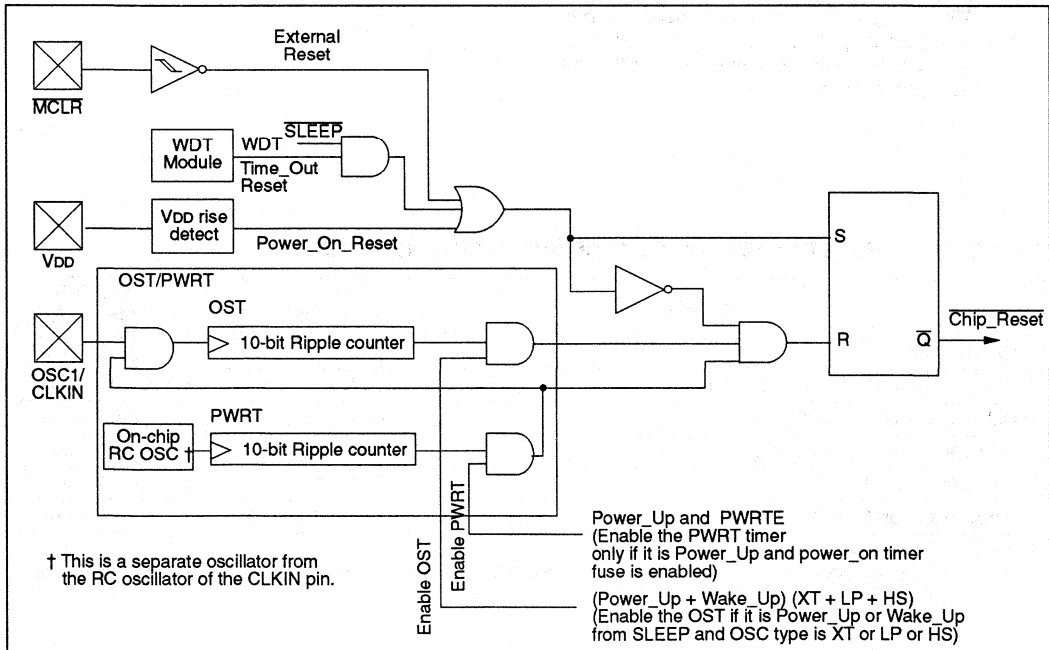 External
Reset
MCLR
WDT
Module
WDT
SLEEP
Time_Out
Reset
VDD
VDD rise
detect
Power_On_Reset
S
R
Q
Chip_Reset
OST/PWRT
OST
10-bit Ripple counter
OSC1/
CLKIN
PWRT
On-chip
RC OSC †
10-bit Ripple counter
Enable OST
Enable PWRT
Power_Up and PWRTE
(Enable the PWRT timer
only if it is Power_Up and power_on timer
fuse is enabled)
(Power_Up + Wake_Up) (XT + LP + HS)
(Enable the OST if it is Power_Up or Wake_Up
from SLEEP and OSC type is XT or LP or HS)
† This is a separate oscillator from
the RC oscillator of the CLKIN pin.